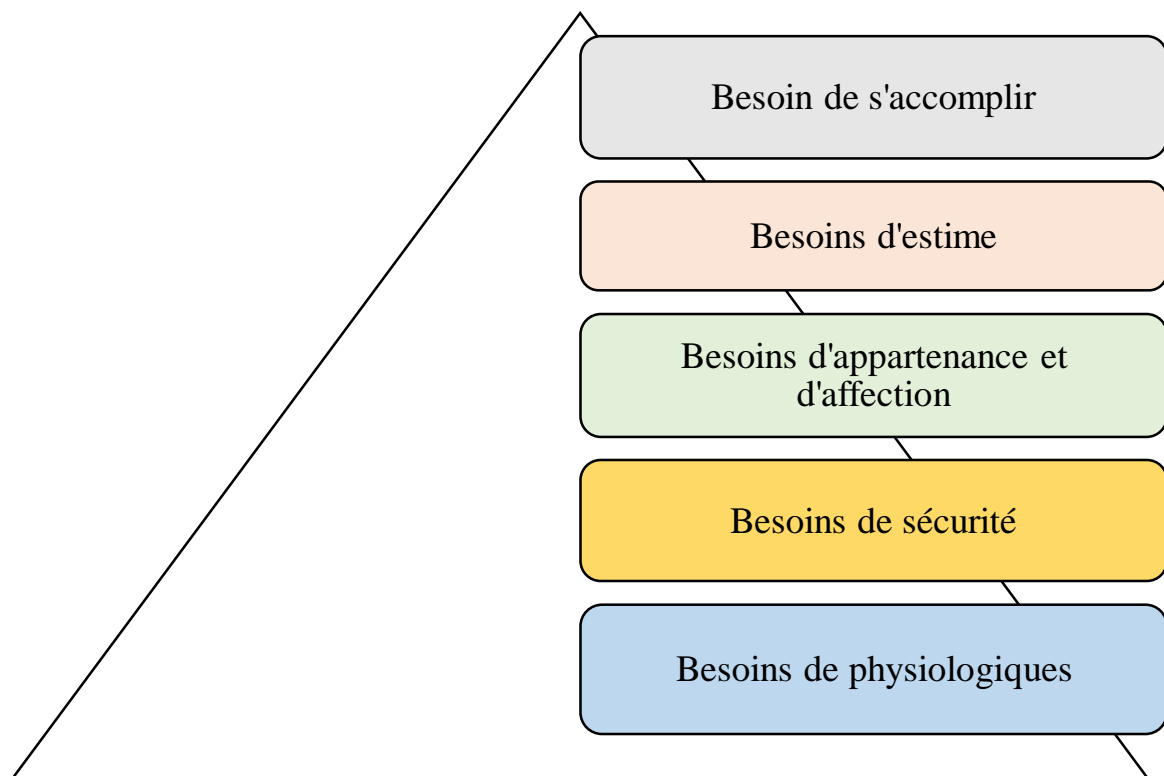 Besoin de s'accomplir
Besoins d'estime
Besoins d'appartenance et
d'affection
Besoins de sécurité
Besoins de physiologiques